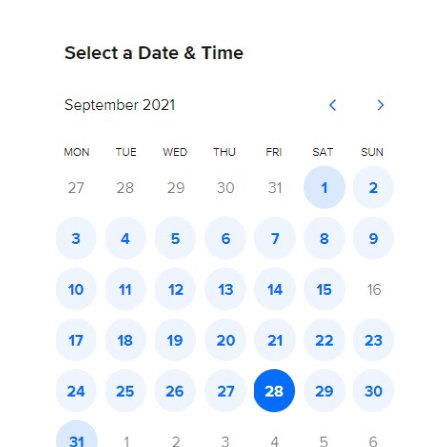 Select a Date & Time
September 2021
MON TUE WED THU FRI SAT SUN
27 28 29 30 31 1 2
3 4 5 6 7 8 9
10 11 12 13 14 15 16
17 18 19 20 21 22 23
24 25 26 27 28 29 30
31 1 2 3 4 5 6